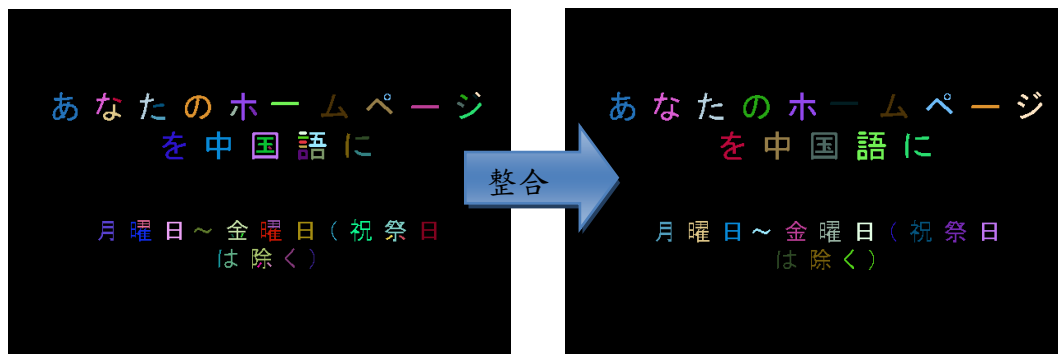 あなたのホームページ
を中国語に
月曜日～金曜日(祝祭日
は除く)
整合
あなたのホームページ
を中国語に
月曜日～金曜日(祝祭日
は除く)